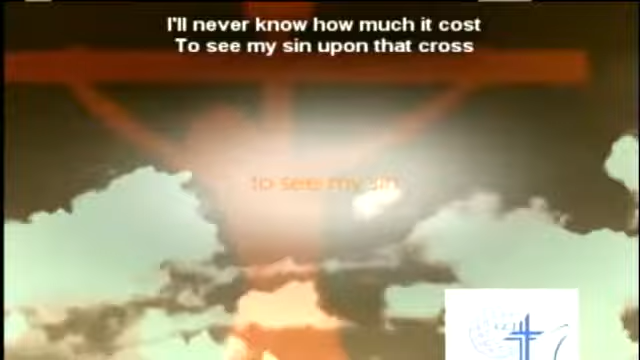 I'll never know how much it cost
To see my sin upon that cross
to see my sin